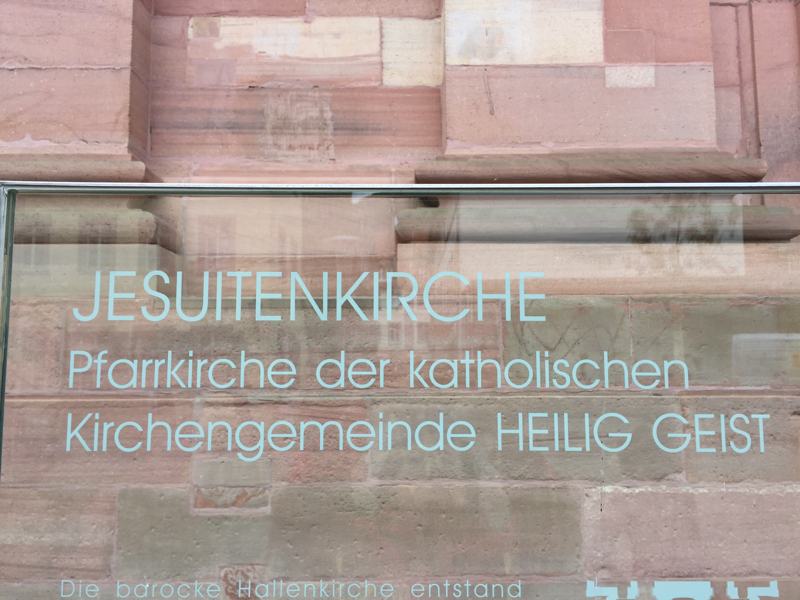 JESUITENKIRCHE
Pfarrkirche der katholischen
Kirchengemeinde HEILIG GEIST
Die barocke Hallenkirche entstand